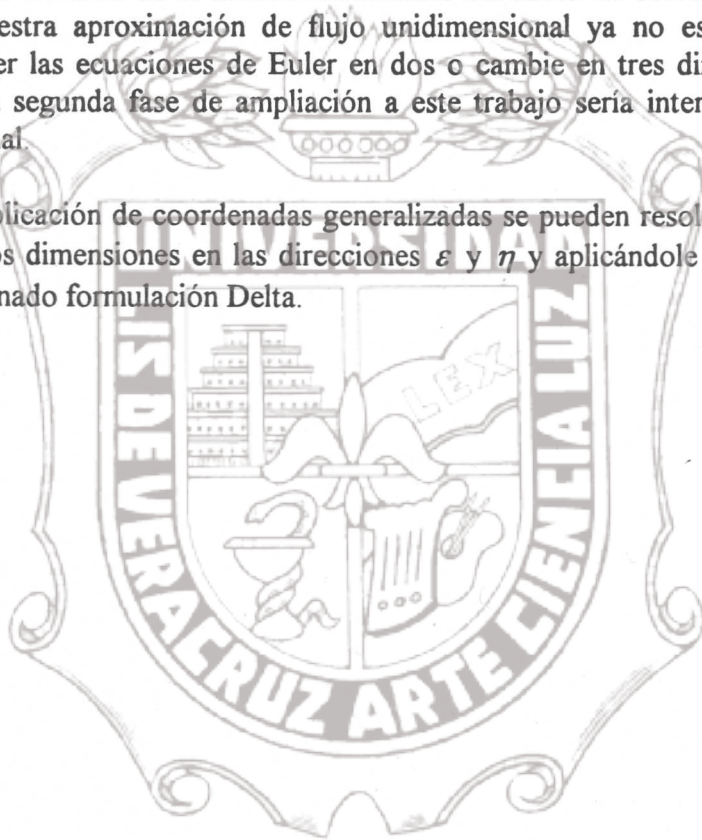 estra aproximación de flujo unidimensional ya no es
er las ecuaciones de Euler en dos o cambie en tres di
segunda fase de ampliación a este trabajo sería inter
al.
licación de coordenadas generalizadas se pueden resol
s dimensiones en las direcciones ε y η y aplicándole
nado formulación Delta.
UNIVERSIDAD
LIS DE VERACRUZ ARTE CIENCIA LUZ
LEX